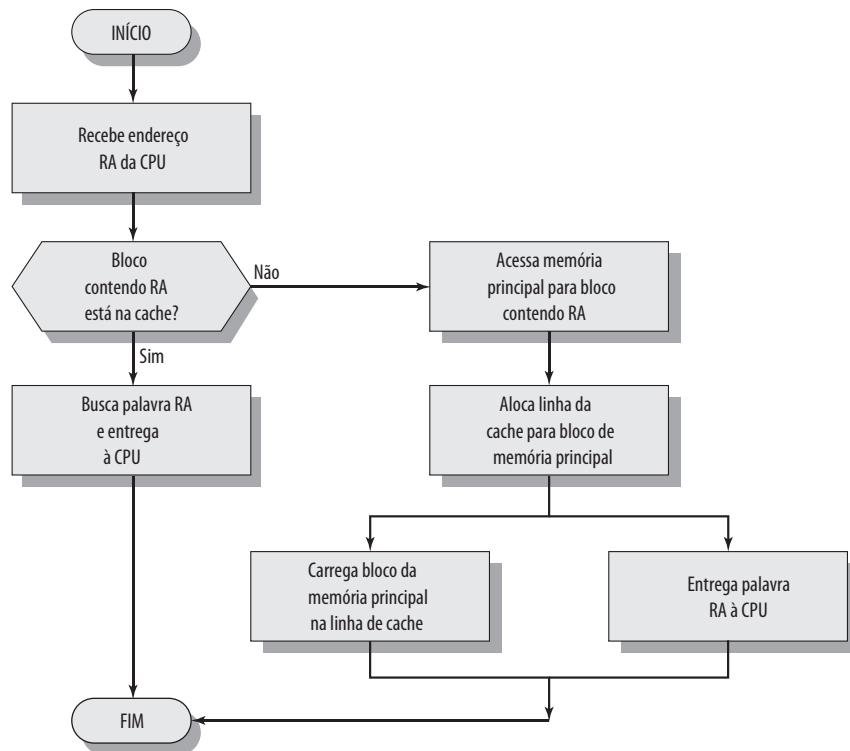 INÍCIO
Recebe endereço
RA da CPU
Bloco
contendo RA
está na cache?
Não
Acessa memória
principal para bloco
contendo RA
Sim
Busca palavra RA
e entrega
à CPU
Aloca linha da
cache para bloco de
memória principal
Carrega bloco da
memória principal
na linha de cache
Entrega palavra
RA à CPU
FIM